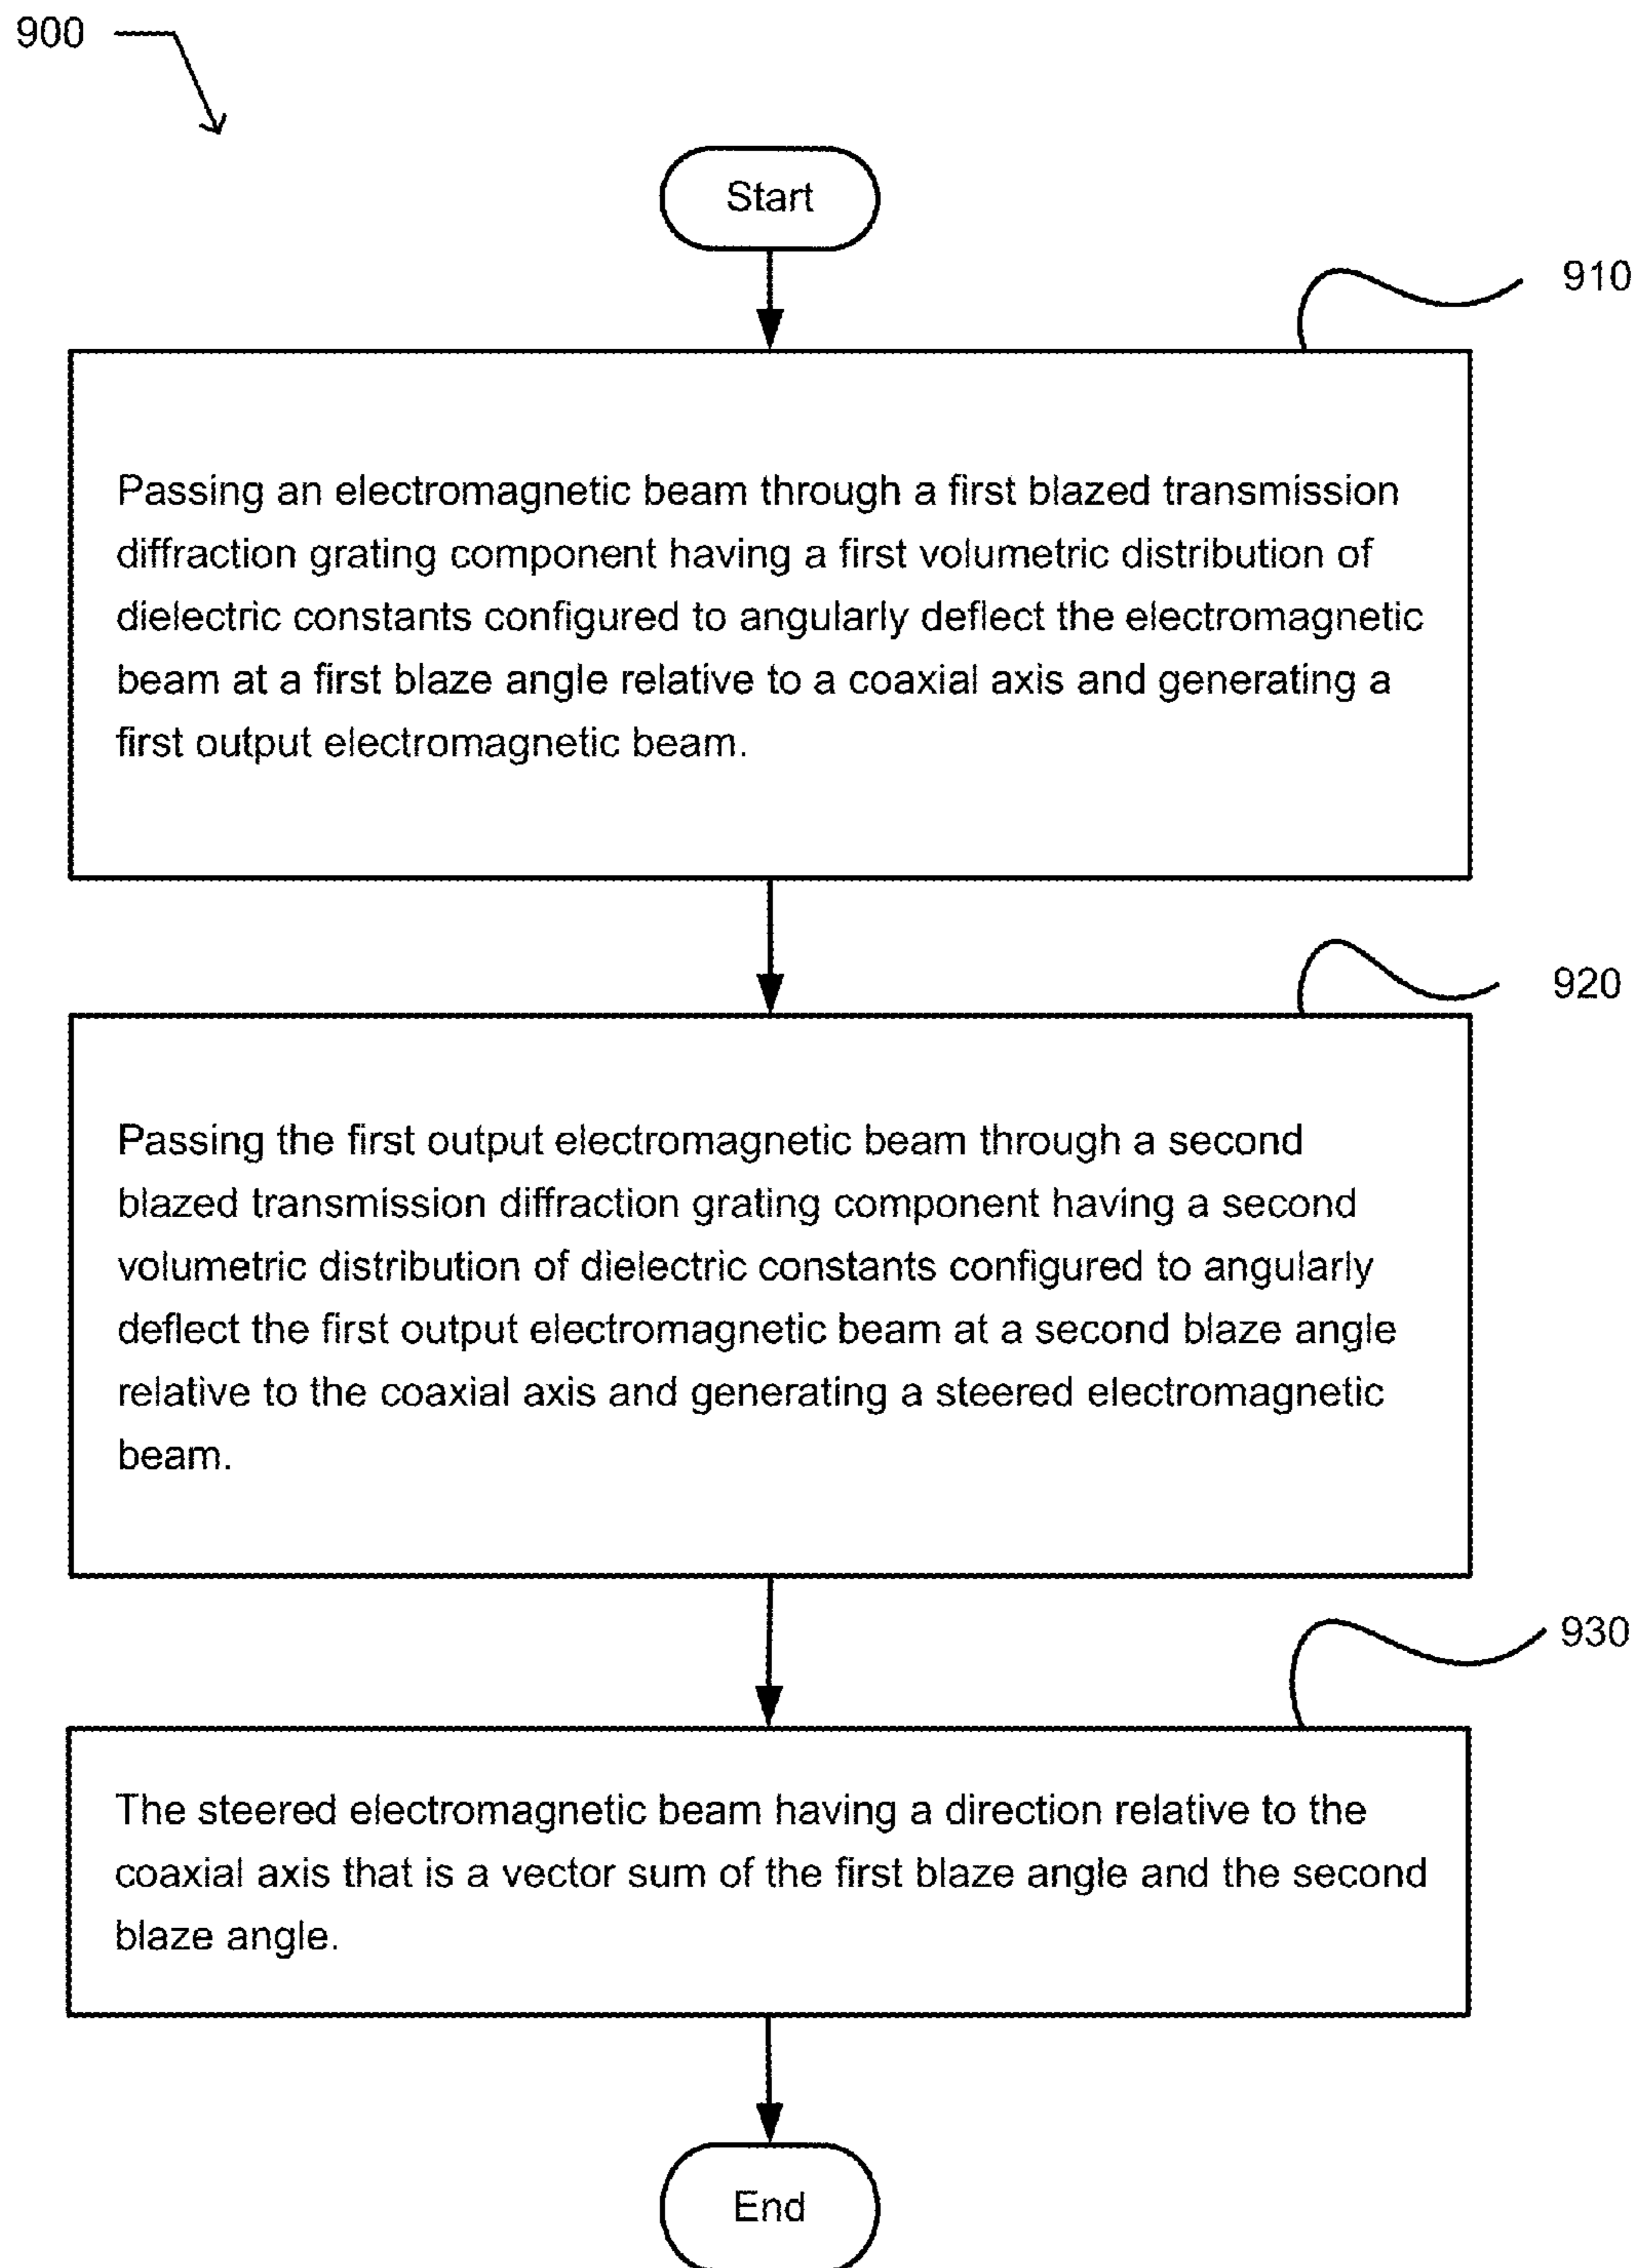 900
Start
910
Passing an electromagnetic beam through a first blazed transmission
diffraction grating component having a first volumetric distribution of
dielectric constants configured to angularly deflect the electromagnetic
beam at a first blaze angle relative to a coaxial axis and generating a
first output electromagnetic beam.
920
Passing the first output electromagnetic beam through a second
blazed transmission diffraction grating component having a second
volumetric distribution of dielectric constants configured to angularly
deflect the first output electromagnetic beam at a second blaze angle
relative to the coaxial axis and generating a steered electromagnetic
beam.
930
The steered electromagnetic beam having a direction relative to the
coaxial axis that is a vector sum of the first blaze angle and the second
blaze angle.
End